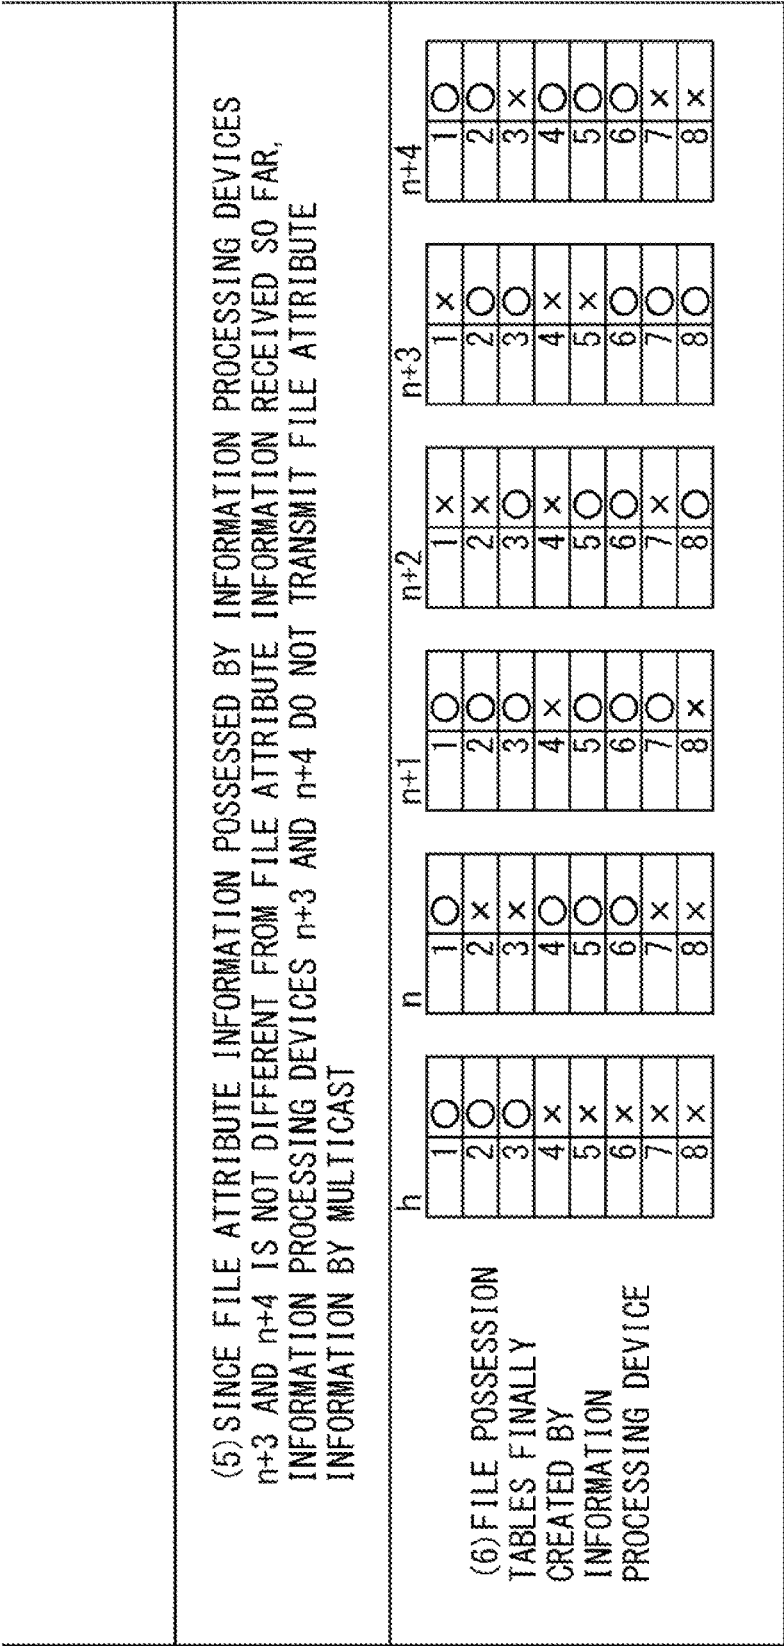 (5)SINCE FILE ATTRIBUTE INFORMATION POSSESSED BY INFORMATION PROCESSING DEVICES
n+3 AND n+4 IS NOT DIFFERENT FROM FILE ATTRIBUTE INFORMATION RECEIVED SO FAR,
INFORMATION PROCESSING DEVICES n+3 AND n+4 DO NOT TRANSMIT FILE ATTRIBUTE
INFORMATION BY MULTICAST
(6)FILE POSSESSION
TABLES FINALLY
CREATED BY
INFORMATION
PROCESSING DEVICE
h n n+1 n+2 n+3 n+4
1 ○ 1 ○ 1 ○ 1 × 1 × 1 ○
2 ○ 2 × 2 ○ 2 × 2 ○ 2 ○
3 ○ 3 × 3 ○ 3 ○ 3 ○ 3 ×
4 × 4 ○ 4 × 4 × 4 × 4 ○
5 × 5 ○ 5 ○ 5 ○ 5 × 5 ○
6 × 6 ○ 6 ○ 6 ○ 6 ○ 6 ○
7 × 7 × 7 ○ 7 × 7 ○ 7 ×
8 × 8 × 8 × 8 ○ 8 ○ 8 ×